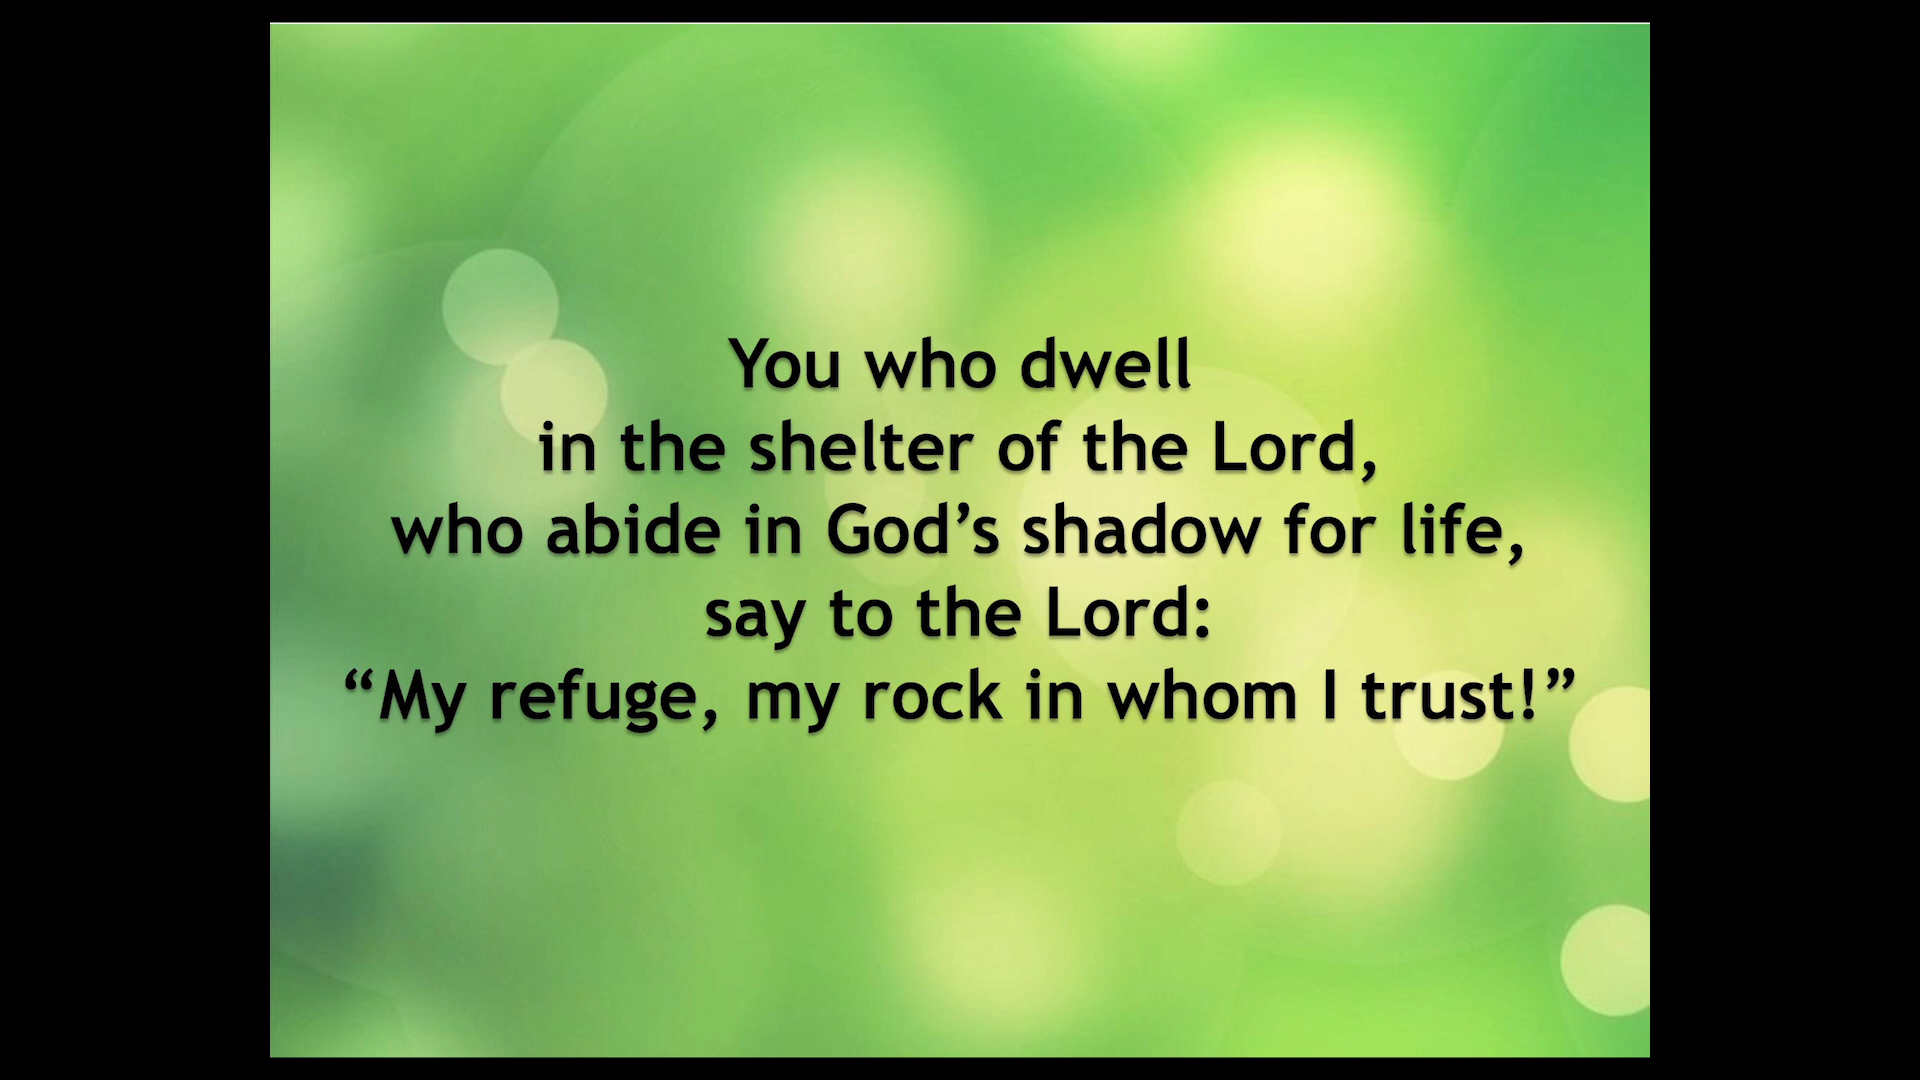 You who dwell
in the shelter of the Lord,
who abide in God’s shadow for life,
say to the Lord:
“My refuge, my rock in whom I trust!”